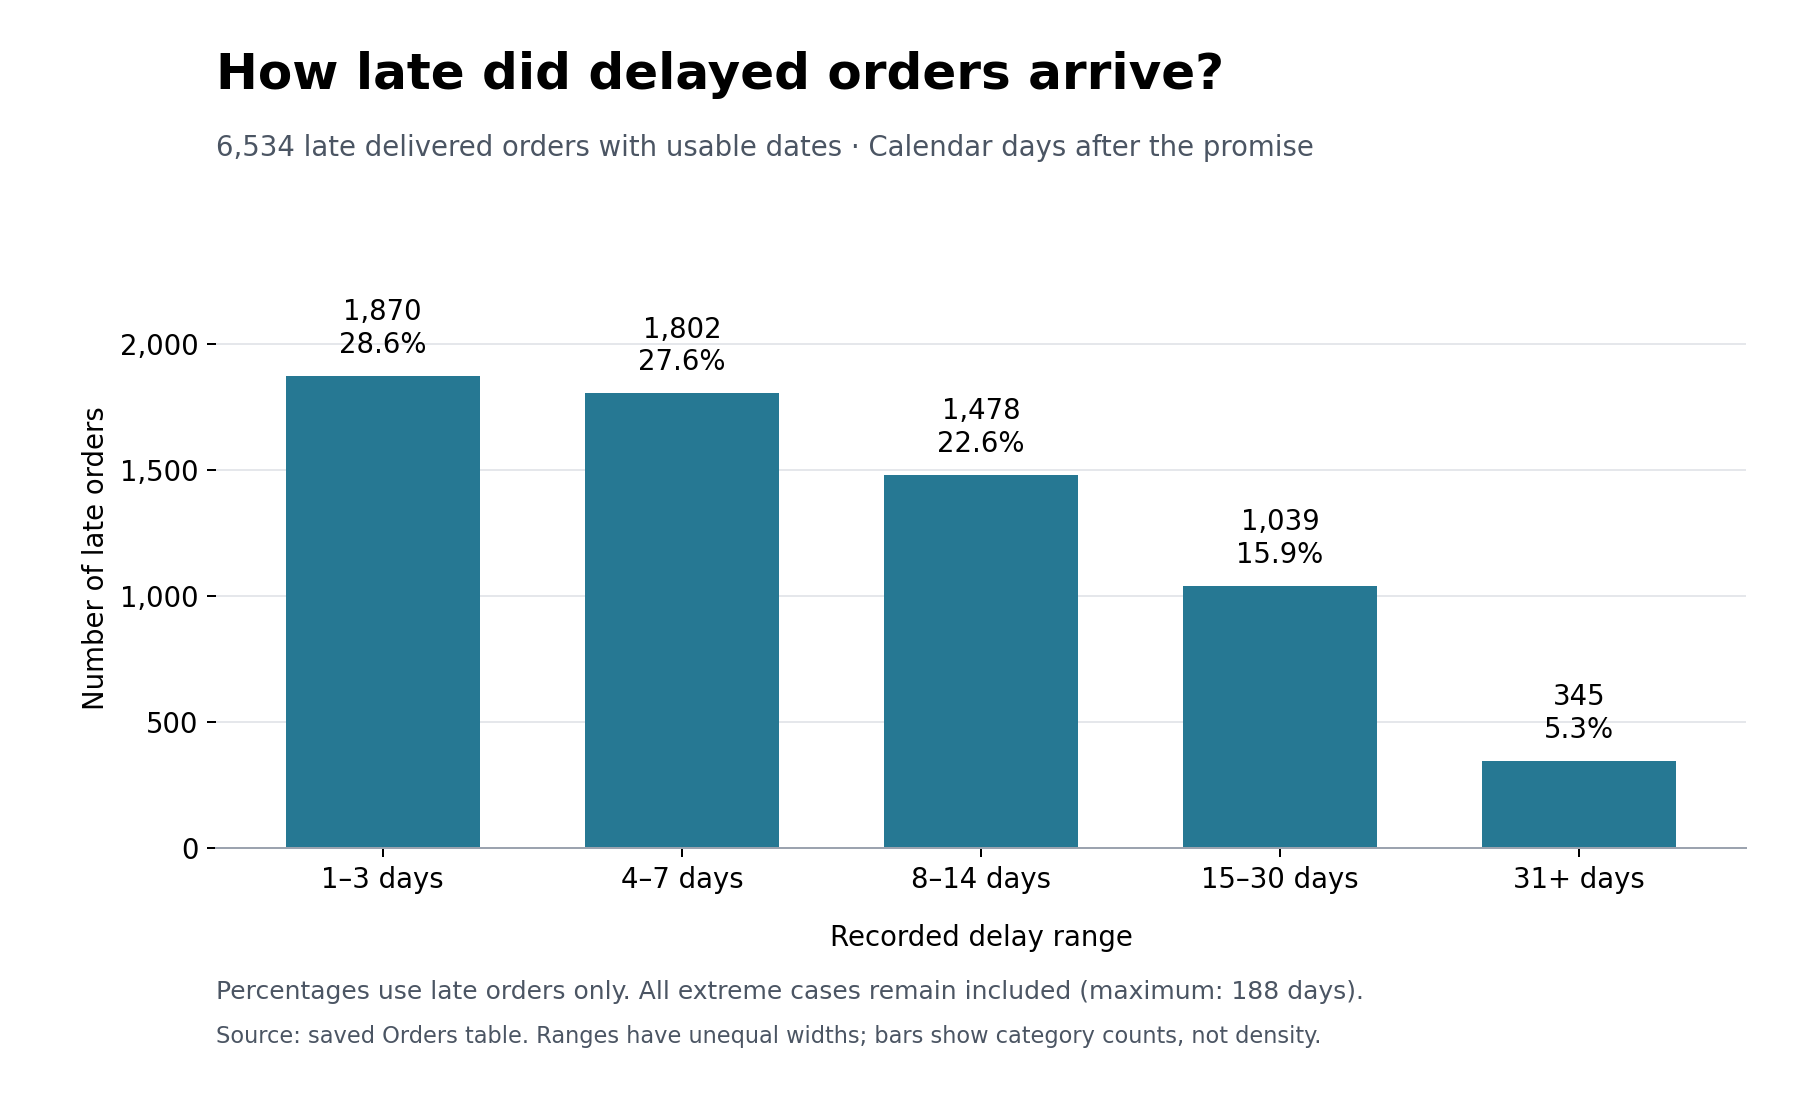 How late did delayed orders arrive?
6,534 late delivered orders with usable dates · Calendar days after the promise
Number of late orders
2,000
1,500
1,000
500
0
1,870
28.6%
1,802
27.6%
1,478
22.6%
1,039
15.9%
345
5.3%
1–3 days
4–7 days
8–14 days
15–30 days
31+ days
Recorded delay range
Percentages use late orders only. All extreme cases remain included (maximum: 188 days).
Source: saved Orders table. Ranges have unequal widths; bars show category counts, not density.